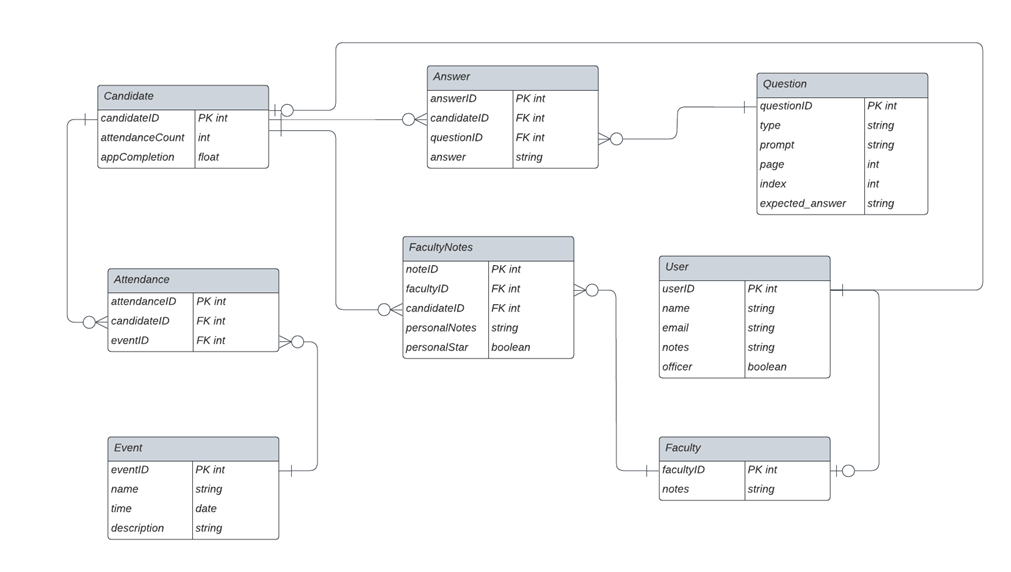 Candidate
candidateID PK int
attendanceCount int
appCompletion float
Answer
answerID PK int
candidateID FK int
questionID FK int
answer string
Question
questionID PK int
type string
prompt string
page int
index int
expected_answer string
FacultyNotes
noteID PK int
facultyID FK int
candidateID FK int
personalNotes string
personalStar boolean
User
userID PK int
name string
email string
notes string
officer boolean
Attendance
attendanceID PK int
candidateID FK int
eventID FK int
Event
eventID PK int
name string
time date
description string
Faculty
facultyID PK int
notes string